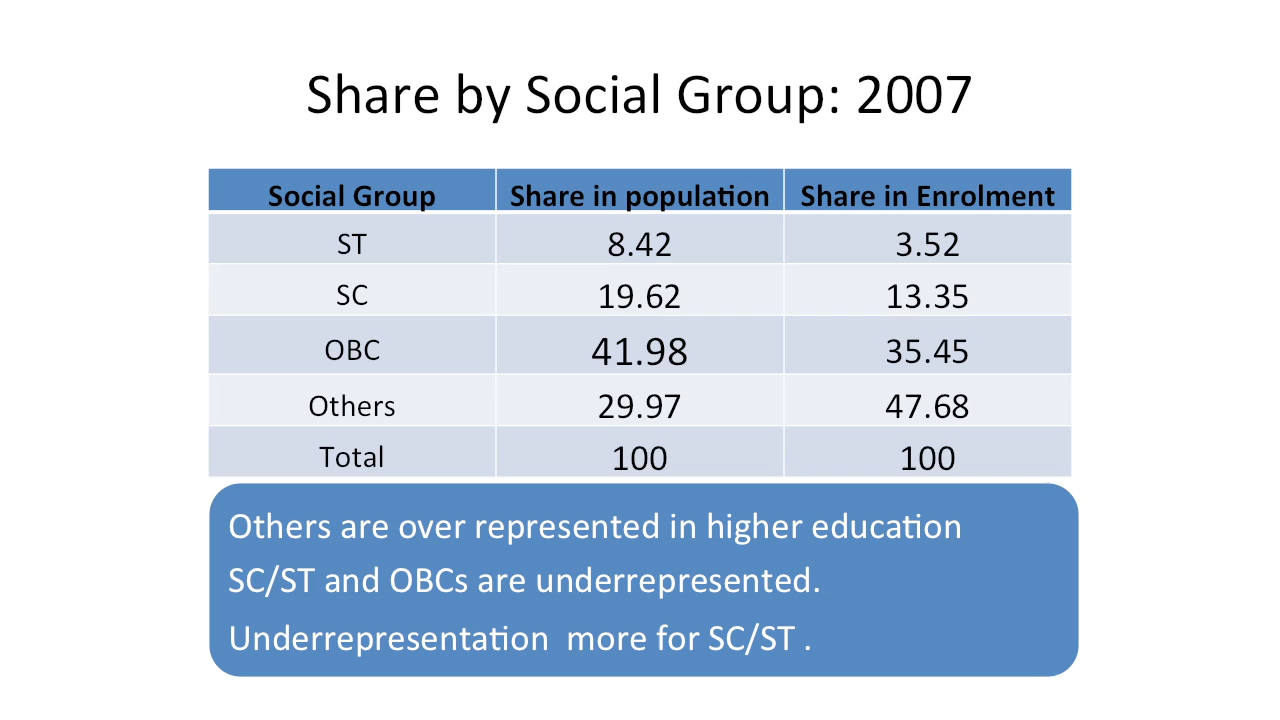 Share by Social Group: 2007
Social Group Share in population Share in Enrolment
ST 8.42 3.52
SC 19.62 13.35
OBC 41.98 35.45
Others 29.97 47.68
Total 100 100
Others are over represented in higher education
SC/ST and OBCs are underrepresented.
Underrepresentation  more for SC/ST .